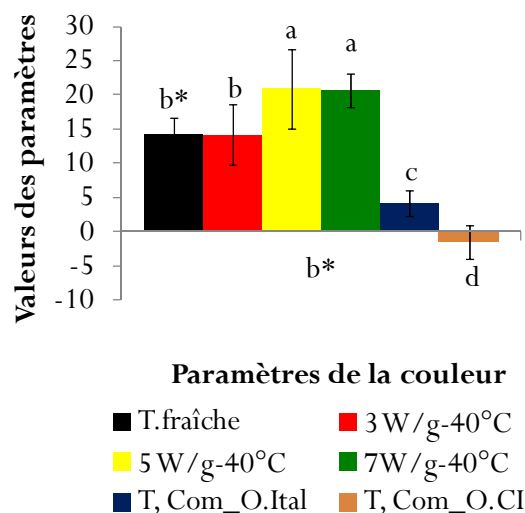 Valeurs des paramètres
30
25
20
15
10
5
0
-5
-10
b*
b
a
a
c
d
b*
Paramètres de la couleur
T.fraîche
3 W/g-40°C
5 W/g-40°C
7W/g-40°C
T, Com_O.Ital
T, Com_O.CI